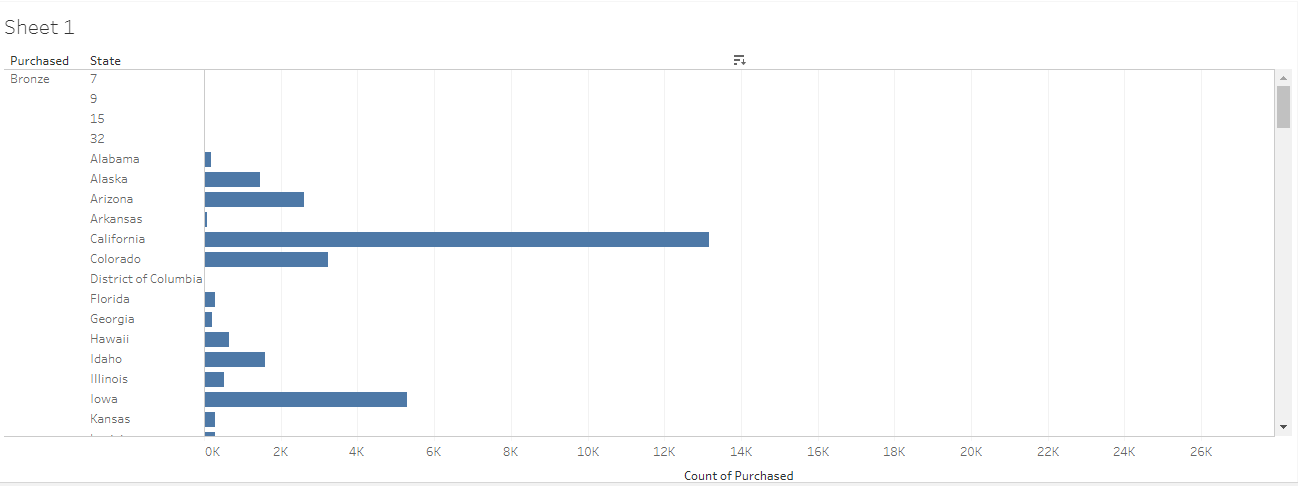 Sheet 1
Purchased State
Bronze 7
9
15
32
Alabama
Alaska
Arizona
Arkansas
California
Colorado
District of Columbia
Florida
Georgia
Hawaii
Idaho
Illinois
Iowa
Kansas
0K 2K 4K 6K 8K 10K 12K 14K 16K 18K 20K 22K 24K 26K
Count of Purchased